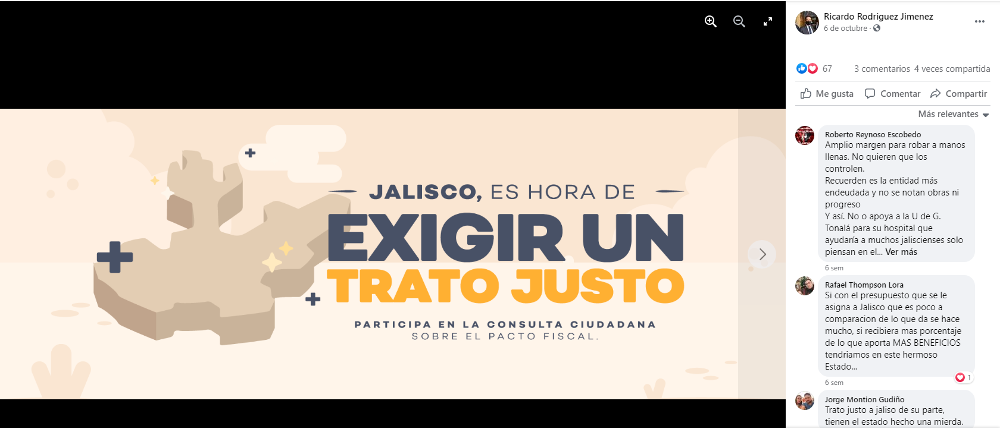 JALISCO, ES HORA DE
EXIGIR UN
TRATO JUSTO
PARTICIPA EN LA CONSULTA CIUDADANA
SOBRE EL PACTO FISCAL.
Ricardo Rodriguez Jimenez
6 de octubre ·
67 3 comentarios 4 veces compartida
Me gusta Comentar Compartir
Más relevantes
Roberto Reynoso Escobedo
Amplio margen para robar a manos
llenas. No quieren que los
controlen.
Recuerden es la entidad más
endeudada y no se notan obras ni
progreso
Y así. No o apoya a la U de G.
Tonalá para su hospital que
ayudaría a muchos jaliscienses solo
piensan en el... Ver más
6 sem
Rafael Thompson Lora
Si con el presupuesto que se le
asigna a Jalisco que es poco a
comparacion de lo que da se hace
mucho, si recibiera mas porcentaje
de lo que aporta MAS BENEFICIOS
tendriamos en este hermoso
Estado...
1
6 sem
Jorge Montion Gudiño
Trato justo a jaliso de su parte,
tienen el estado hecho una mierda.